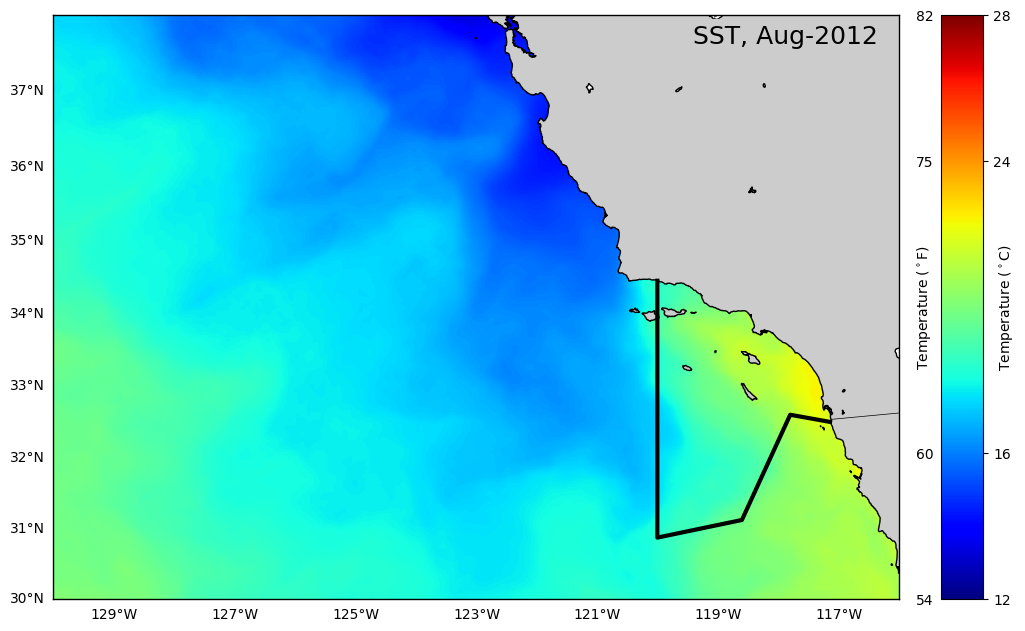 SST, Aug-2012
37°N
36°N
35°N
34°N
33°N
32°N
31°N
30°N
129°W
127°W
125°W
123°W
121°W
119°W
117°W
82
75
60
54
Temperature (°F)
28
24
16
12
Temperature (°C)